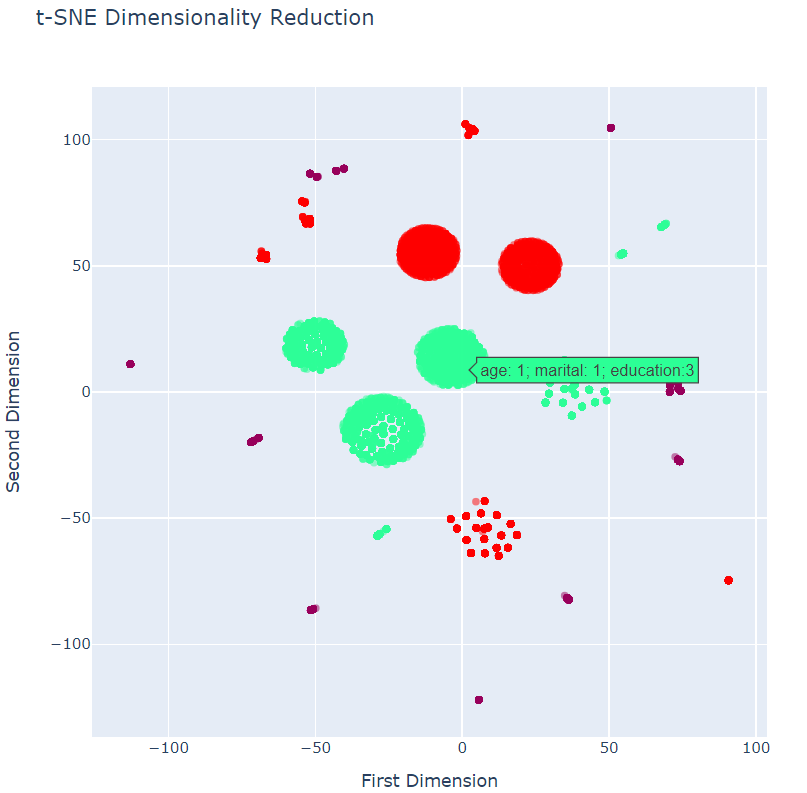 t-SNE Dimensionality Reduction
100
50
0
−50
−100
Second Dimension
age: 1; marital: 1; education:3
−100
−50
0
50
100
First Dimension